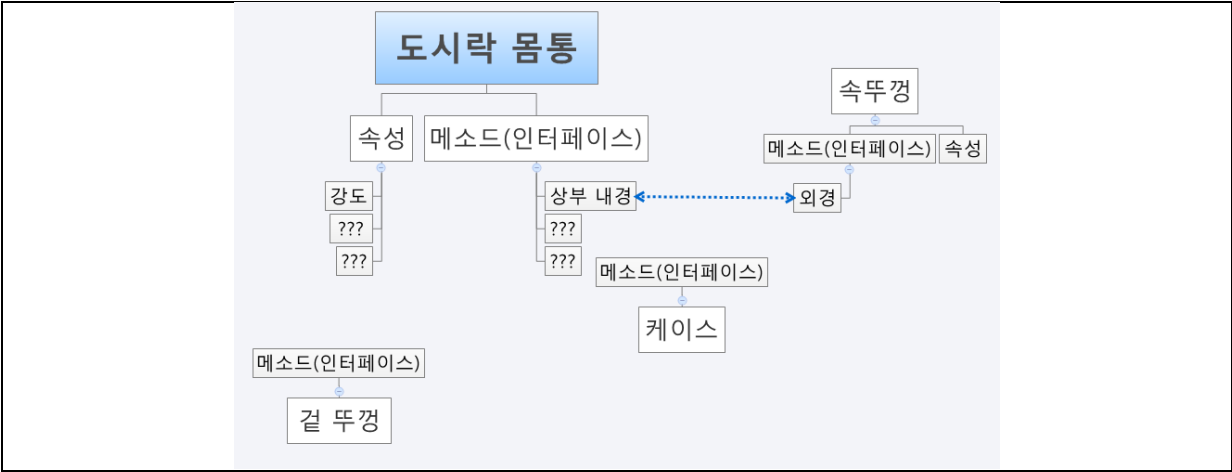 도시락 몸통
속성
메소드(인터페이스)
강도
???
???
상부 내경
???
???
속뚜껑
메소드(인터페이스)
속성
외경
메소드(인터페이스)
케이스
메소드(인터페이스)
겉 뚜껑